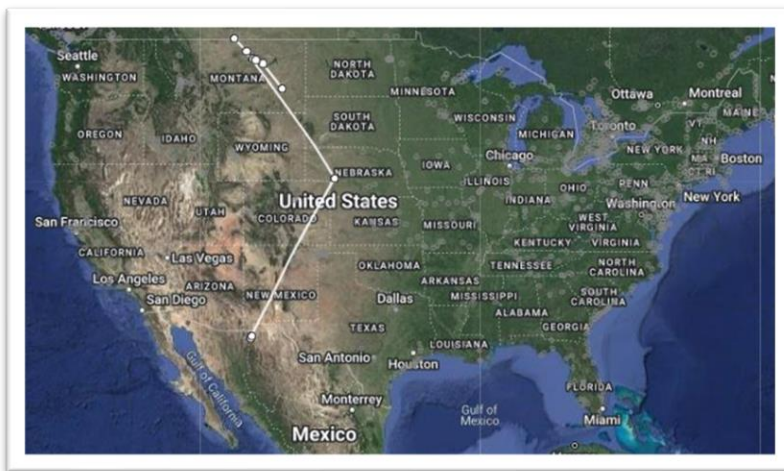 Seattle
WASHINGTON
MONTANA
NORTH
DAKOTA
MINNESOTA
Ottawa
Montreal
MAINE
OREGON
IDAHO
SOUTH
DAKOTA
WISCONSIN
MICHIGAN
Toronto
VT
NH
WYOMING
NEW YORK
MA
Boston
CT RI
NEBRASKA
IOWA
Chicago
ILLINOIS
INDIANA
OHIO
PENN
New York
NEVADA
UTAH
COLORADO
United States
KANSAS
MISSOURI
WEST
VIRGINIA
Washington
San Francisco
CALIFORNIA
Las Vegas
KENTUCKY
VIRGINIA
Los Angeles
ARIZONA
NEW MEXICO
OKLAHOMA
ARKANSAS
TENNESSEE
NORTH
CAROLINA
San Diego
Dallas
MISSISSIPPI
SOUTH
CAROLINA
ALABAMA
TEXAS
GEORGIA
San Antonio
Houston
LOUISIANA
Gulf of California
Monterrey
Gulf of
Mexico
FLORIDA
Miami
Mexico